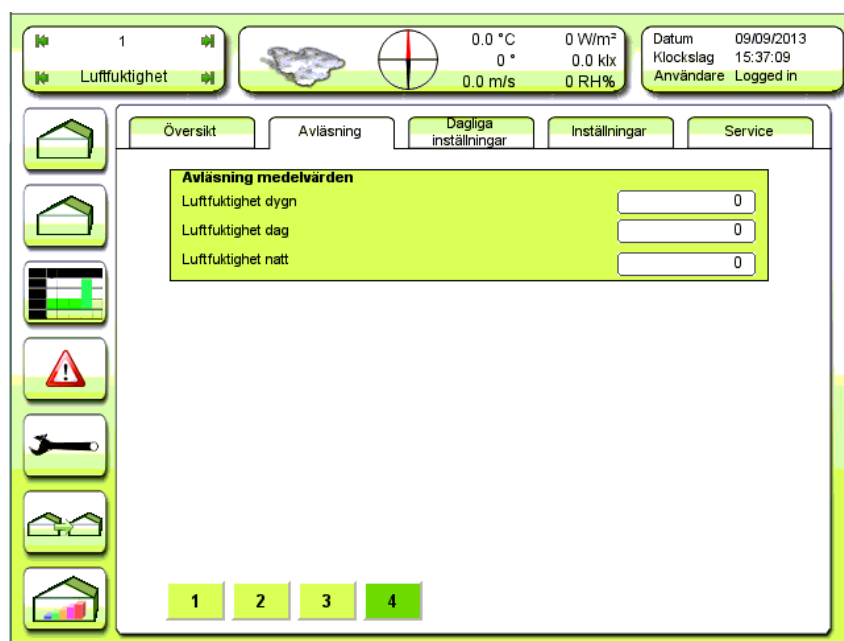 1
Luftfuktighet
0.0 °C 0 W/m²
0 ° 0.0 klx
0.0 m/s 0 RH%
Datum 09/09/2013
Klockslag 15:37:09
Användare Logged in
Översikt Avläsning Dagliga inställningar Inställningar Service
Avläsning medelvärden
Luftfuktighet dygn 0
Luftfuktighet dag 0
Luftfuktighet natt 0
1 2 3 4